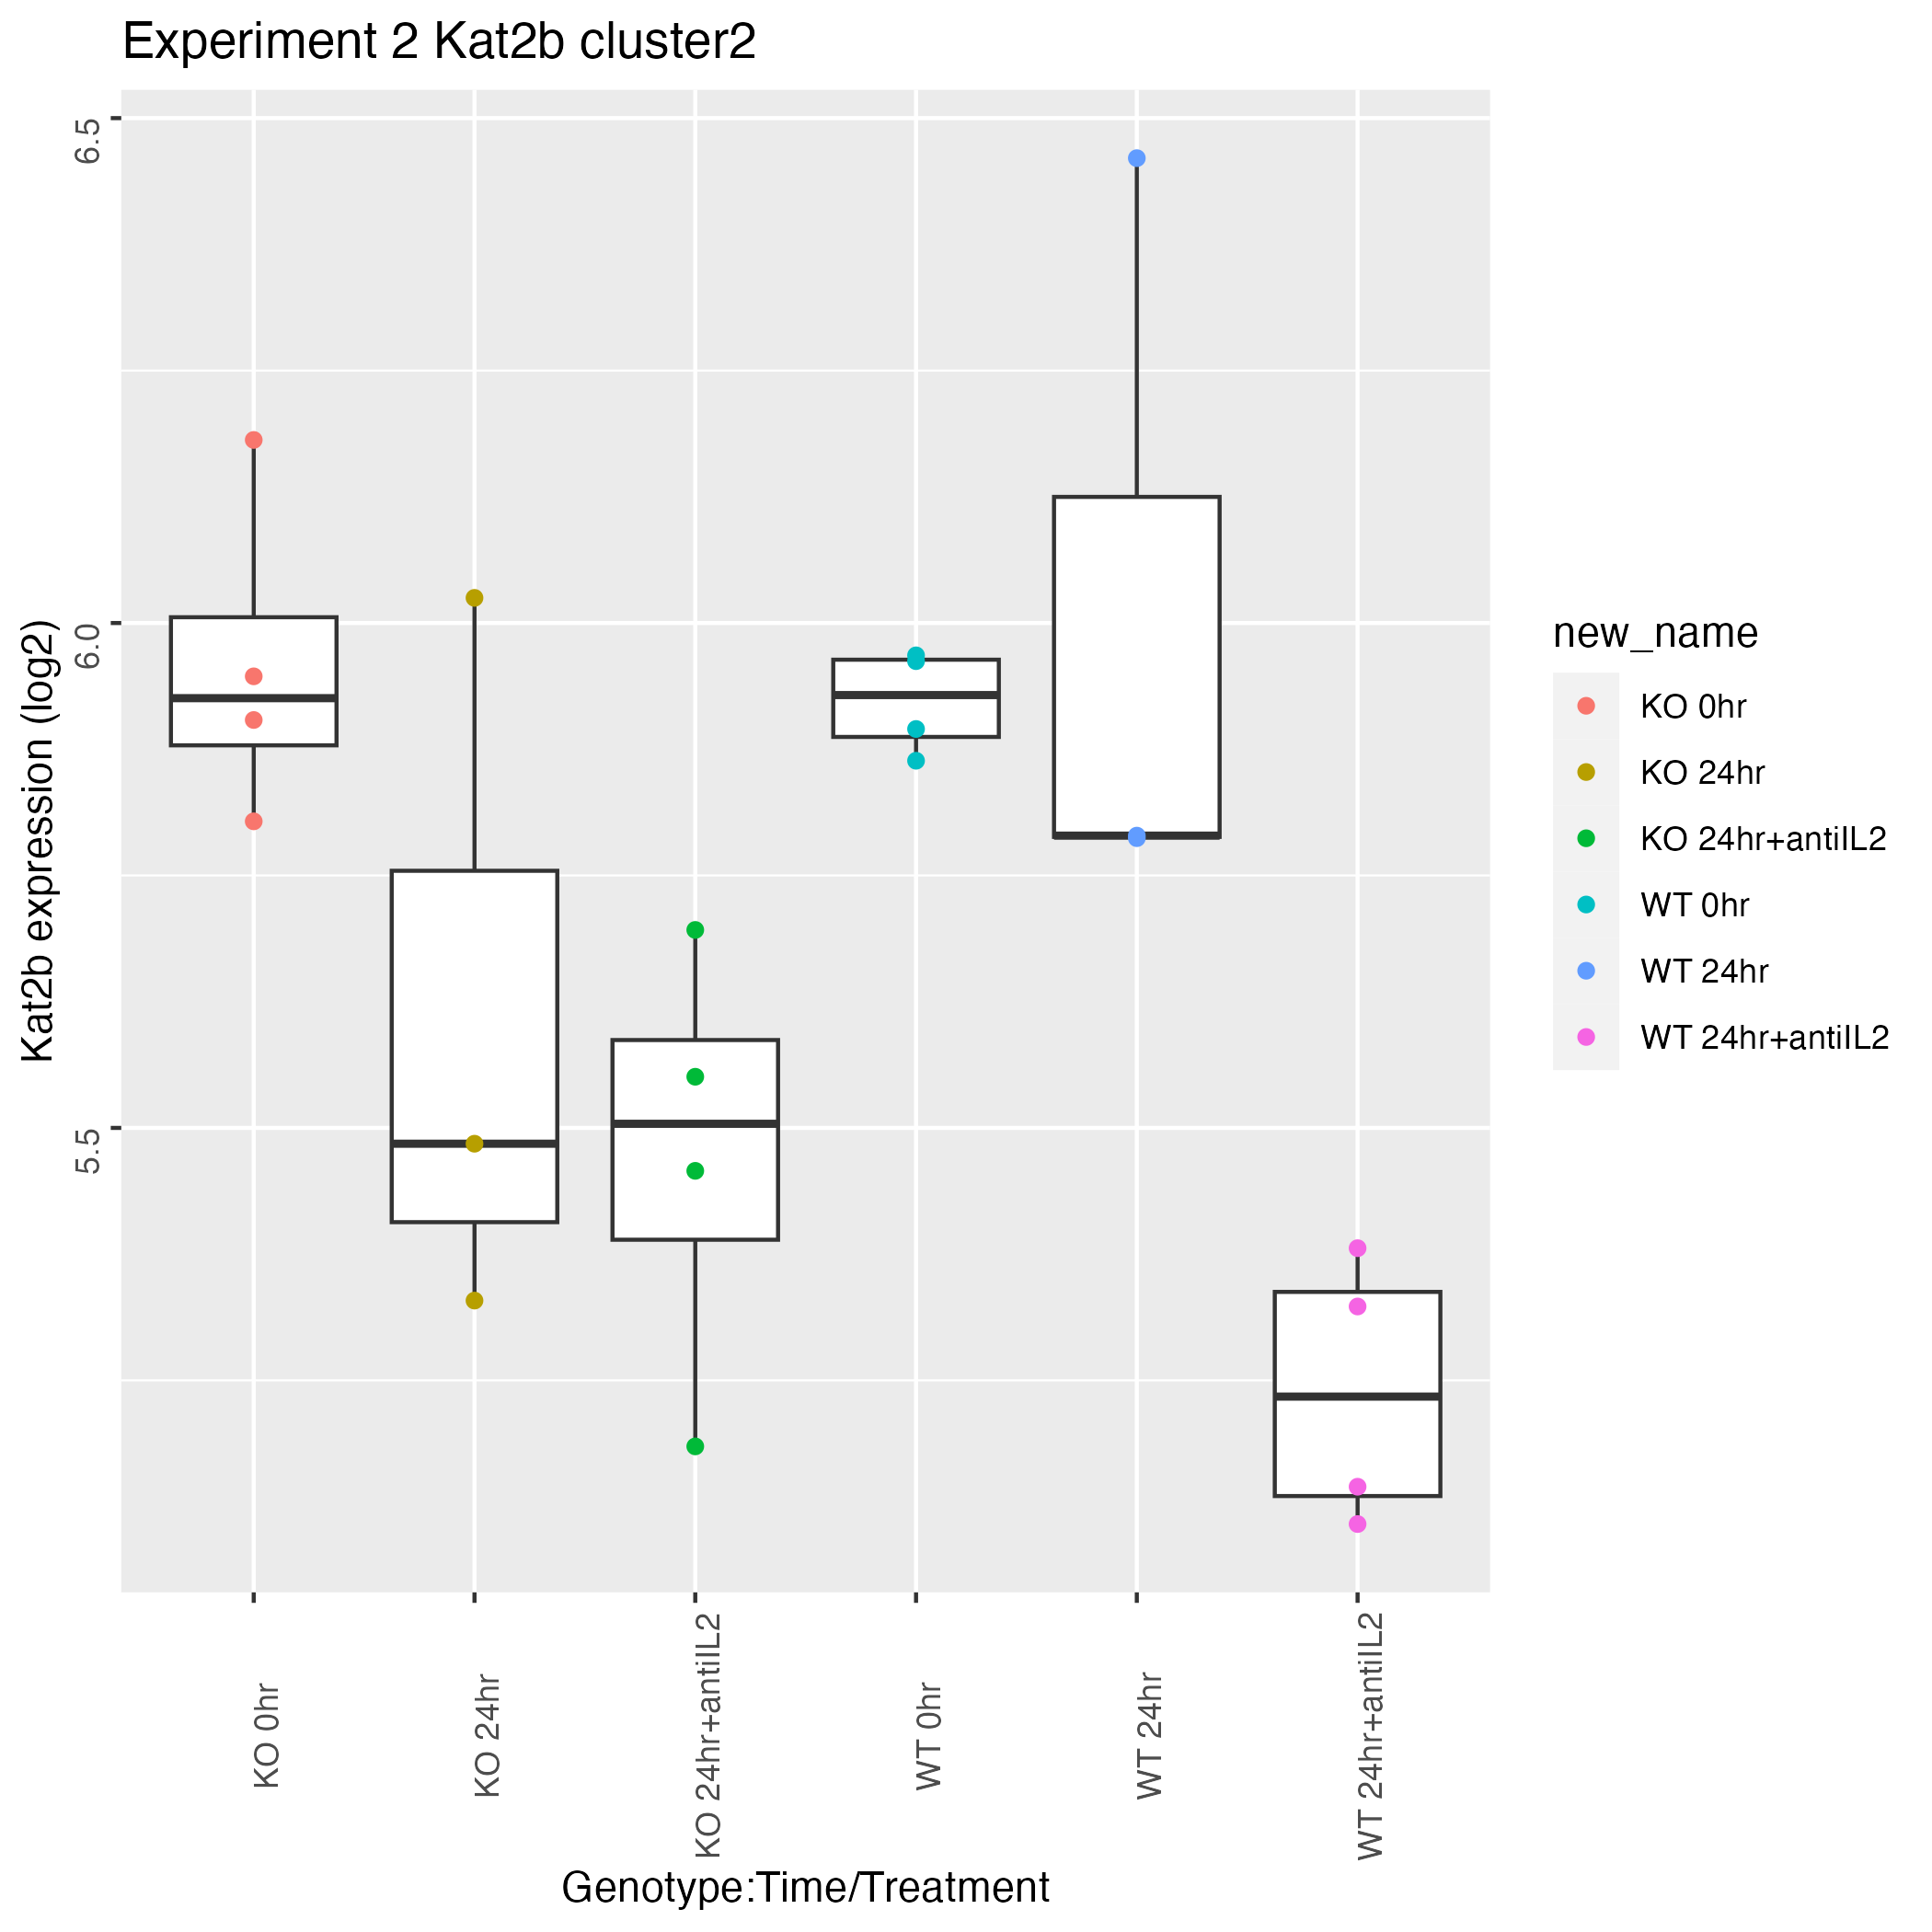 Experiment 2 Kat2b cluster2
Kat2b expression (log2)
6.5
6.0
5.5
KO 0hr
KO 24hr
KO 24hr+antiIL2
WT 0hr
WT 24hr
WT 24hr+antiIL2
Genotype:Time/Treatment
new_name
KO 0hr
KO 24hr
KO 24hr+antiIL2
WT 0hr
WT 24hr
WT 24hr+antiIL2